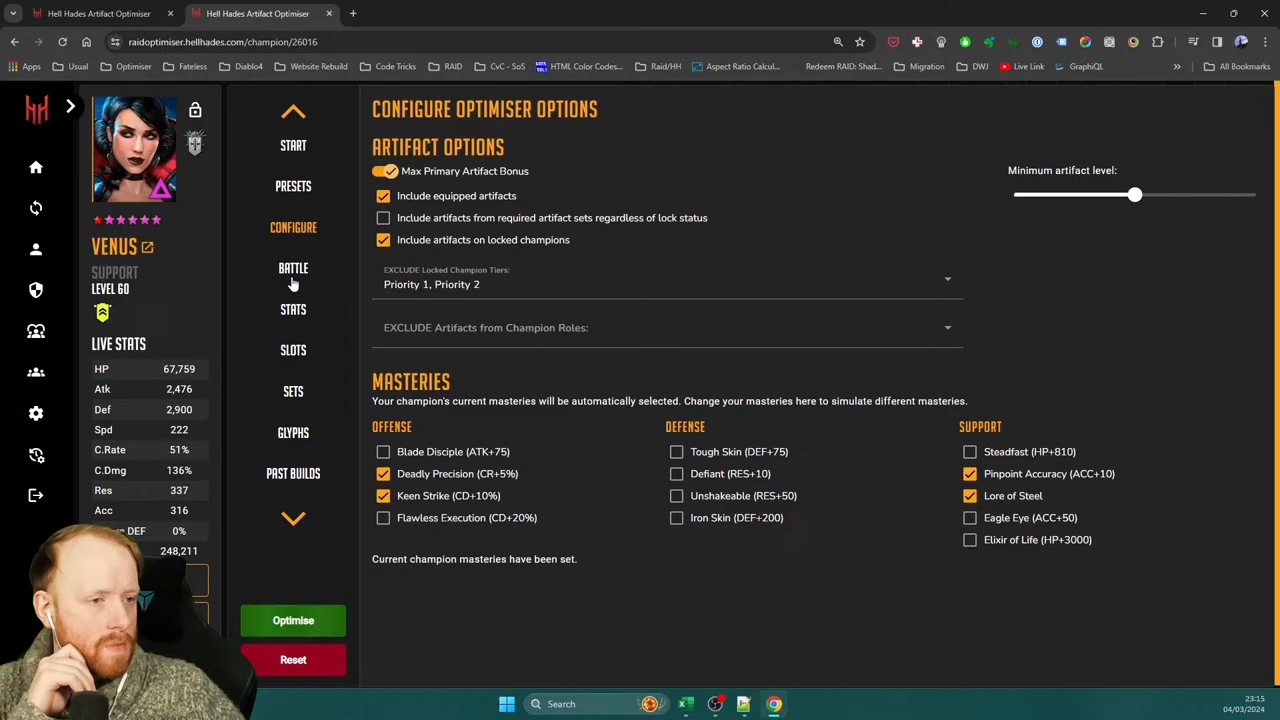 Hell Hades Artifact Optimiser
Hell Hades Artifact Optimiser
raidoptimiser.hellhades.com/champion/26016
Apps
Usual
Optimiser
Fateless
Diablo4
Website Rebuild
Code Tricks
RAID
CvC - SoS
HTML Color Codes...
Raid/HH
Aspect Ratio Calcul...
Redeem RAID: Shad...
Migration
DWJ
Live Link
GraphiQL
All Bookmarks
VENUS
SUPPORT
LEVEL 60
LIVE STATS
HP 67,759
Atk 2,476
Def 2,900
Spd 222
C.Rate 51%
C.Dmg 136%
Res 337
Acc 316
DEF 0%
248,211
START
PRESETS
CONFIGURE
BATTLE
STATS
SLOTS
SETS
GLYPHS
PAST BUILDS
Optimise
Reset
CONFIGURE OPTIMISER OPTIONS
ARTIFACT OPTIONS
Max Primary Artifact Bonus
Include equipped artifacts
Include artifacts from required artifact sets regardless of lock status
Include artifacts on locked champions
Minimum artifact level:
EXCLUDE Locked Champion Tiers:
Priority 1, Priority 2
EXCLUDE Artifacts from Champion Roles:
MASTERIES
Your champion's current masteries will be automatically selected. Change your masteries here to simulate different masteries.
OFFENSE
Blade Disciple (ATK+75)
Deadly Precision (CR+5%)
Keen Strike (CD+10%)
Flawless Execution (CD+20%)
DEFENSE
Tough Skin (DEF+75)
Defiant (RES+10)
Unshakeable (RES+50)
Iron Skin (DEF+200)
SUPPORT
Steadfast (HP+810)
Pinpoint Accuracy (ACC+10)
Lore of Steel
Eagle Eye (ACC+50)
Elixir of Life (HP+3000)
Current champion masteries have been set.
Search
23:15
04/03/2024